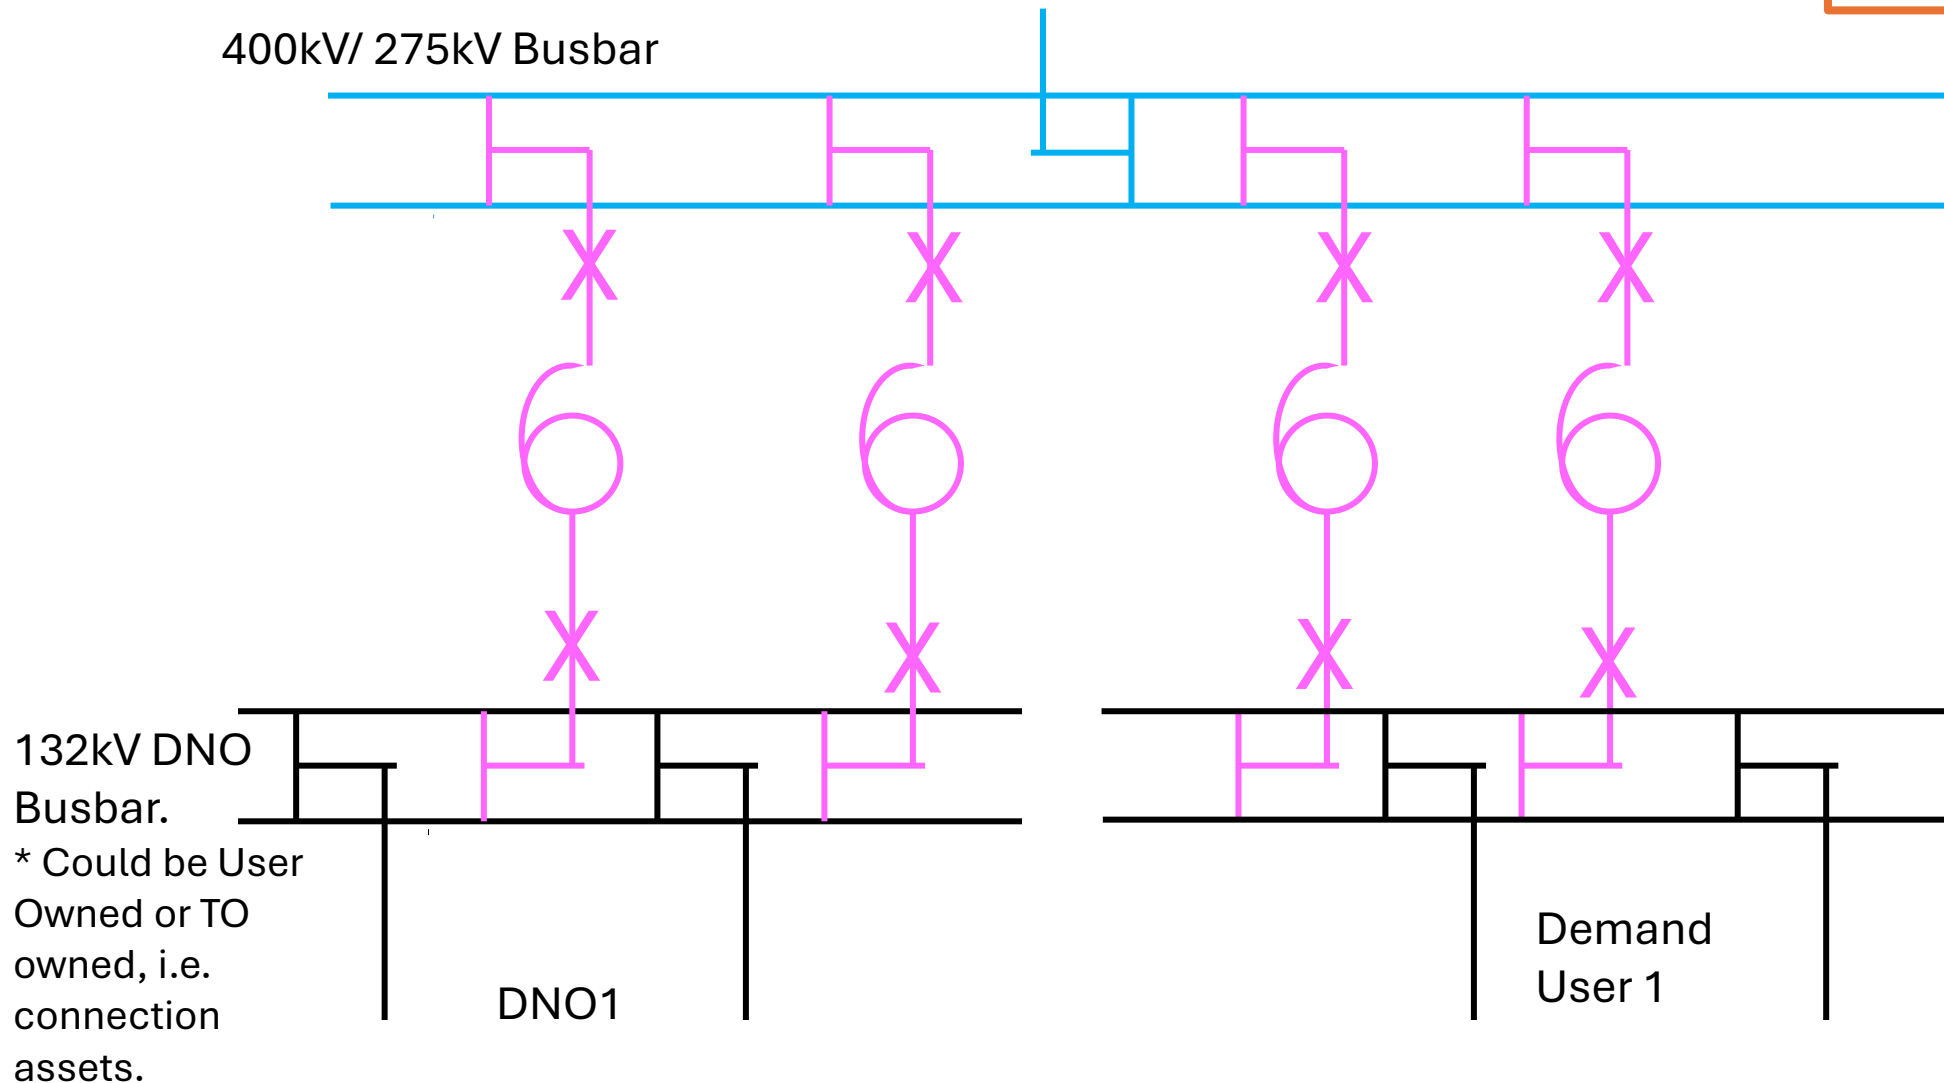 400kV/ 275kV Busbar
132kV DNO
Busbar.
* Could be User
Owned or TO
owned, i.e.
connection
assets.
DNO1
Demand
User 1